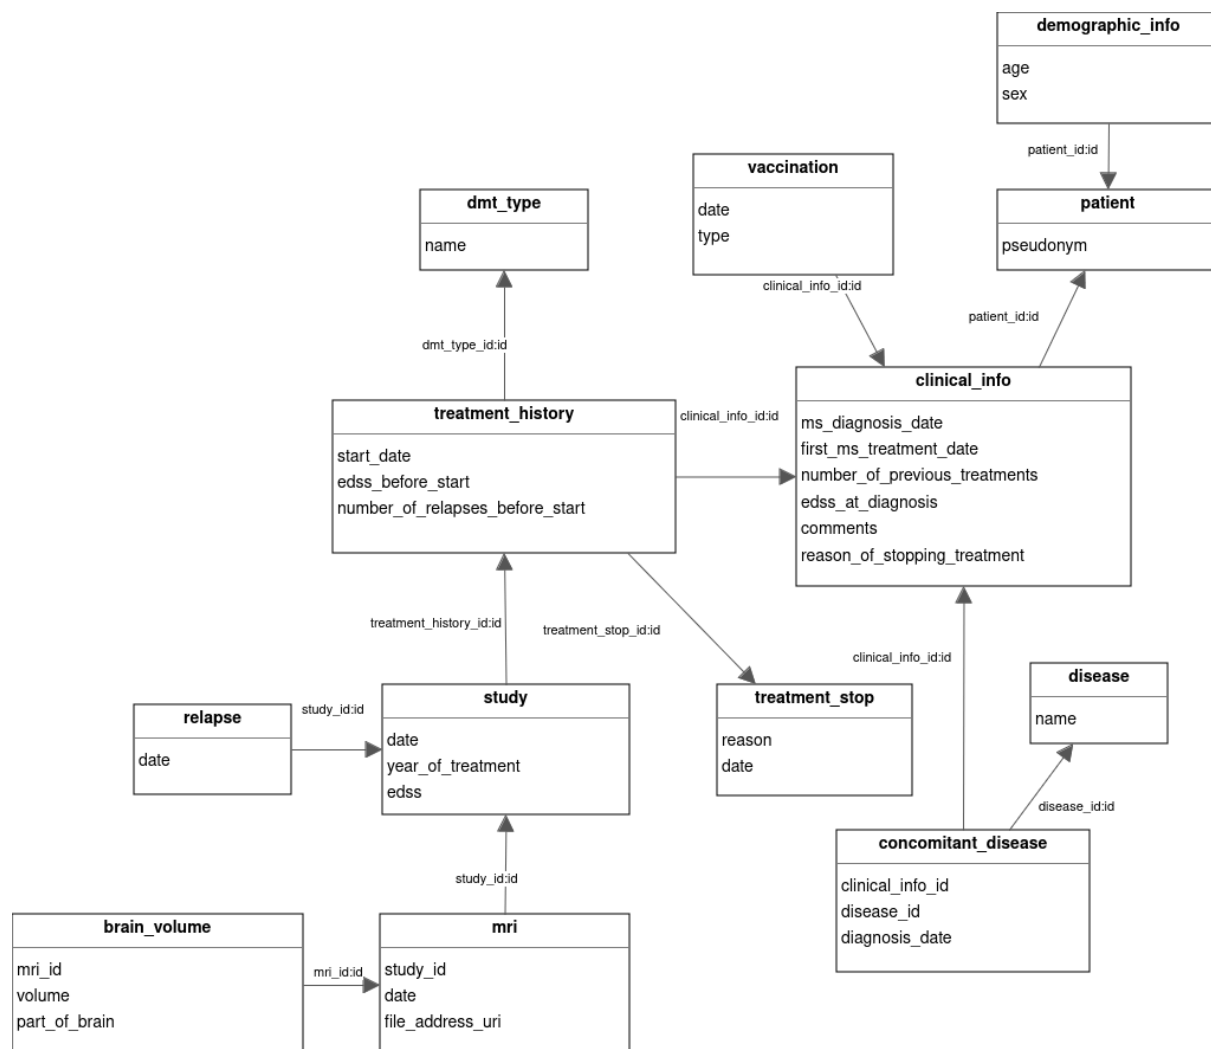 demographic_info
age
sex
patient_id:id
patient
pseudonym
vaccination
date
type
clinical_info_id:id
patient_id:id
dmt_type
name
dmt_type_id:id
clinical_info
ms_diagnosis_date
first_ms_treatment_date
number_of_previous_treatments
edss_at_diagnosis
comments
reason_of_stopping_treatment
treatment_history
start_date
edss_before_start
number_of_relapses_before_start
clinical_info_id:id
treatment_history_id:id
treatment_stop_id:id
clinical_info_id:id
relapse
date
study_id:id
study
date
year_of_treatment
edss
treatment_stop
reason
date
disease
name
disease_id:id
concomitant_disease
clinical_info_id
disease_id
diagnosis_date
study_id:id
brain_volume
mri_id
volume
part_of_brain
mri_id:id
mri
study_id
date
file_address_uri